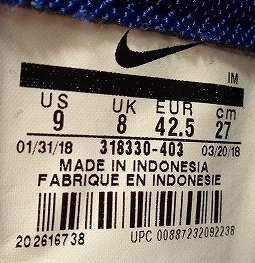 IM
US UK EUR cm
9 8 42.5 27
01/31/18 318330-403 03/20/18
MADE IN INDONESIA
FABRIQUE EN INDONESIE
202616738 UPC 00887232092238